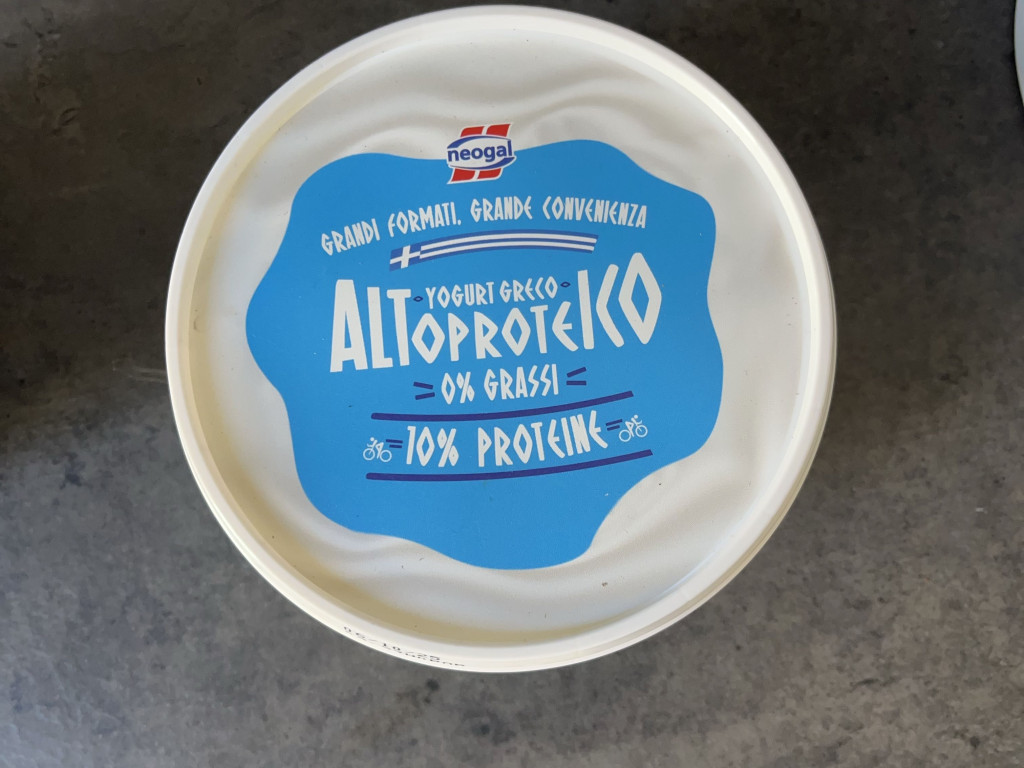 neogal
GRANDI FORMATI, GRANDE CONVENIENZA
YOGURT GRECO
ALTOPROTEICO
0% GRASSI
10% PROTEINE